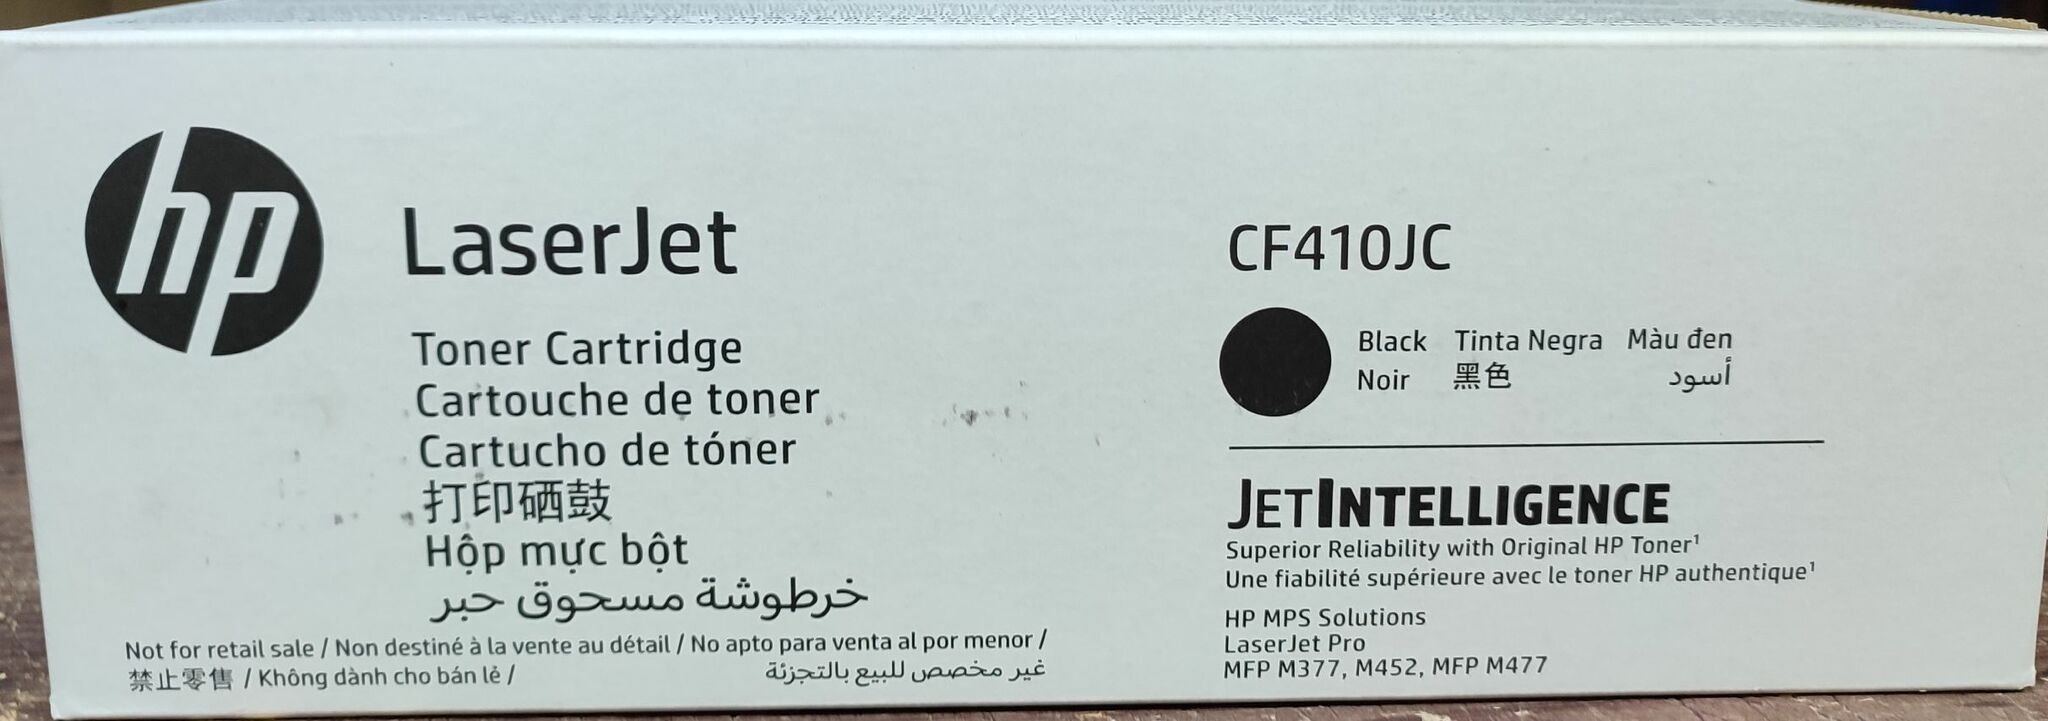 hp
LaserJet
Toner Cartridge
Cartouche de toner
Cartucho de tóner
打印硒鼓
Hộp mực bột
خرطوشة مسحوق حبر
Not for retail sale / Non destiné à la vente au détail / No apto para venta al por menor /
禁止零售 / Không dành cho bán lẻ / غير مخصص للبيع بالتجزئة
CF410JC
Black Tinta Negra Màu đen
Noir 黑色 أسود
JETINTELLIGENCE
Superior Reliability with Original HP Toner¹
Une fiabilité supérieure avec le toner HP authentique¹
HP MPS Solutions
LaserJet Pro
MFP M377, M452, MFP M477